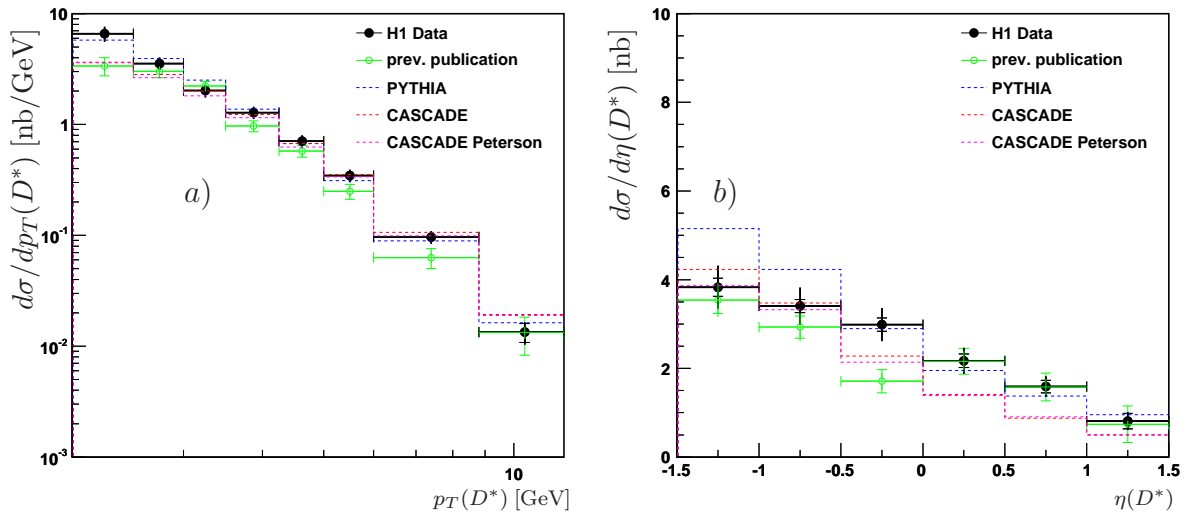 dσ/dp_T(D*) [nb/GeV]
10
1
10^-1
10^-2
10^-3
H1 Data
prev. publication
PYTHIA
CASCADE
CASCADE Peterson
a)
10
p_T(D*) [GeV]
dσ/dη(D*) [nb]
10
8
6
4
2
0
H1 Data
prev. publication
PYTHIA
CASCADE
CASCADE Peterson
b)
-1.5 -1 -0.5 0 0.5 1 1.5
η(D*)